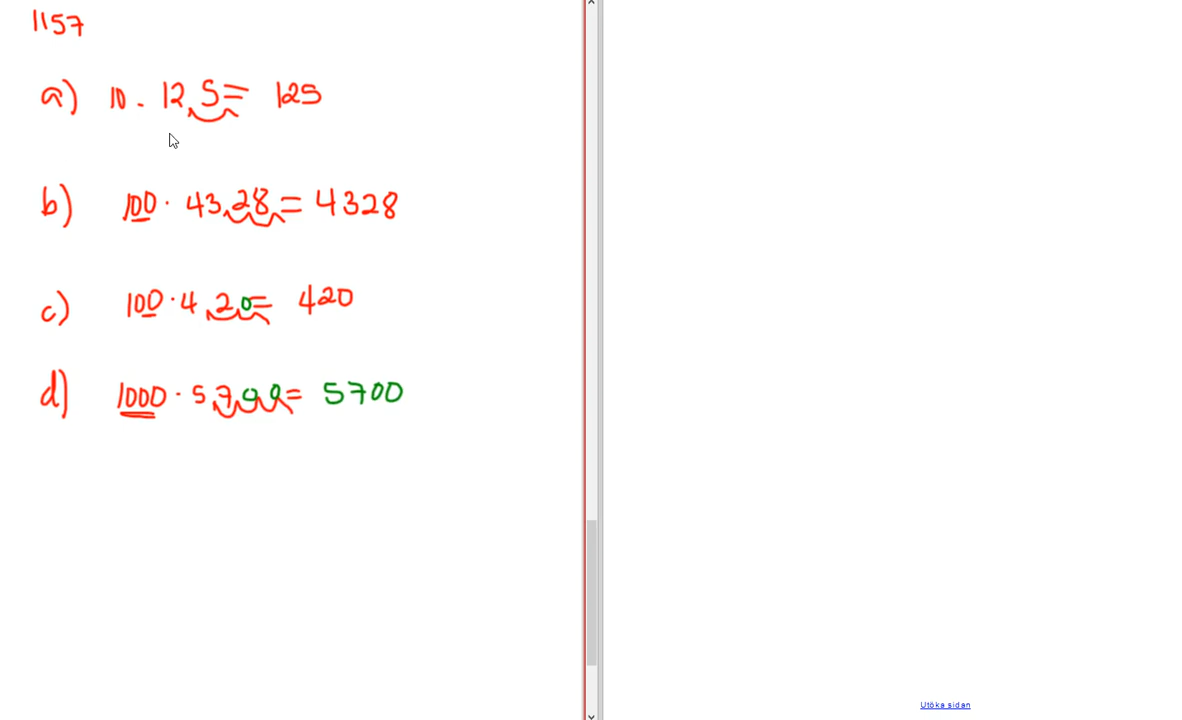 1157
a) 10 · 12,5 = 125
b) 100 · 43,28 = 4328
c) 100 · 4,20 = 420
d) 1000 · 5,700 = 5700
Utöka sidan